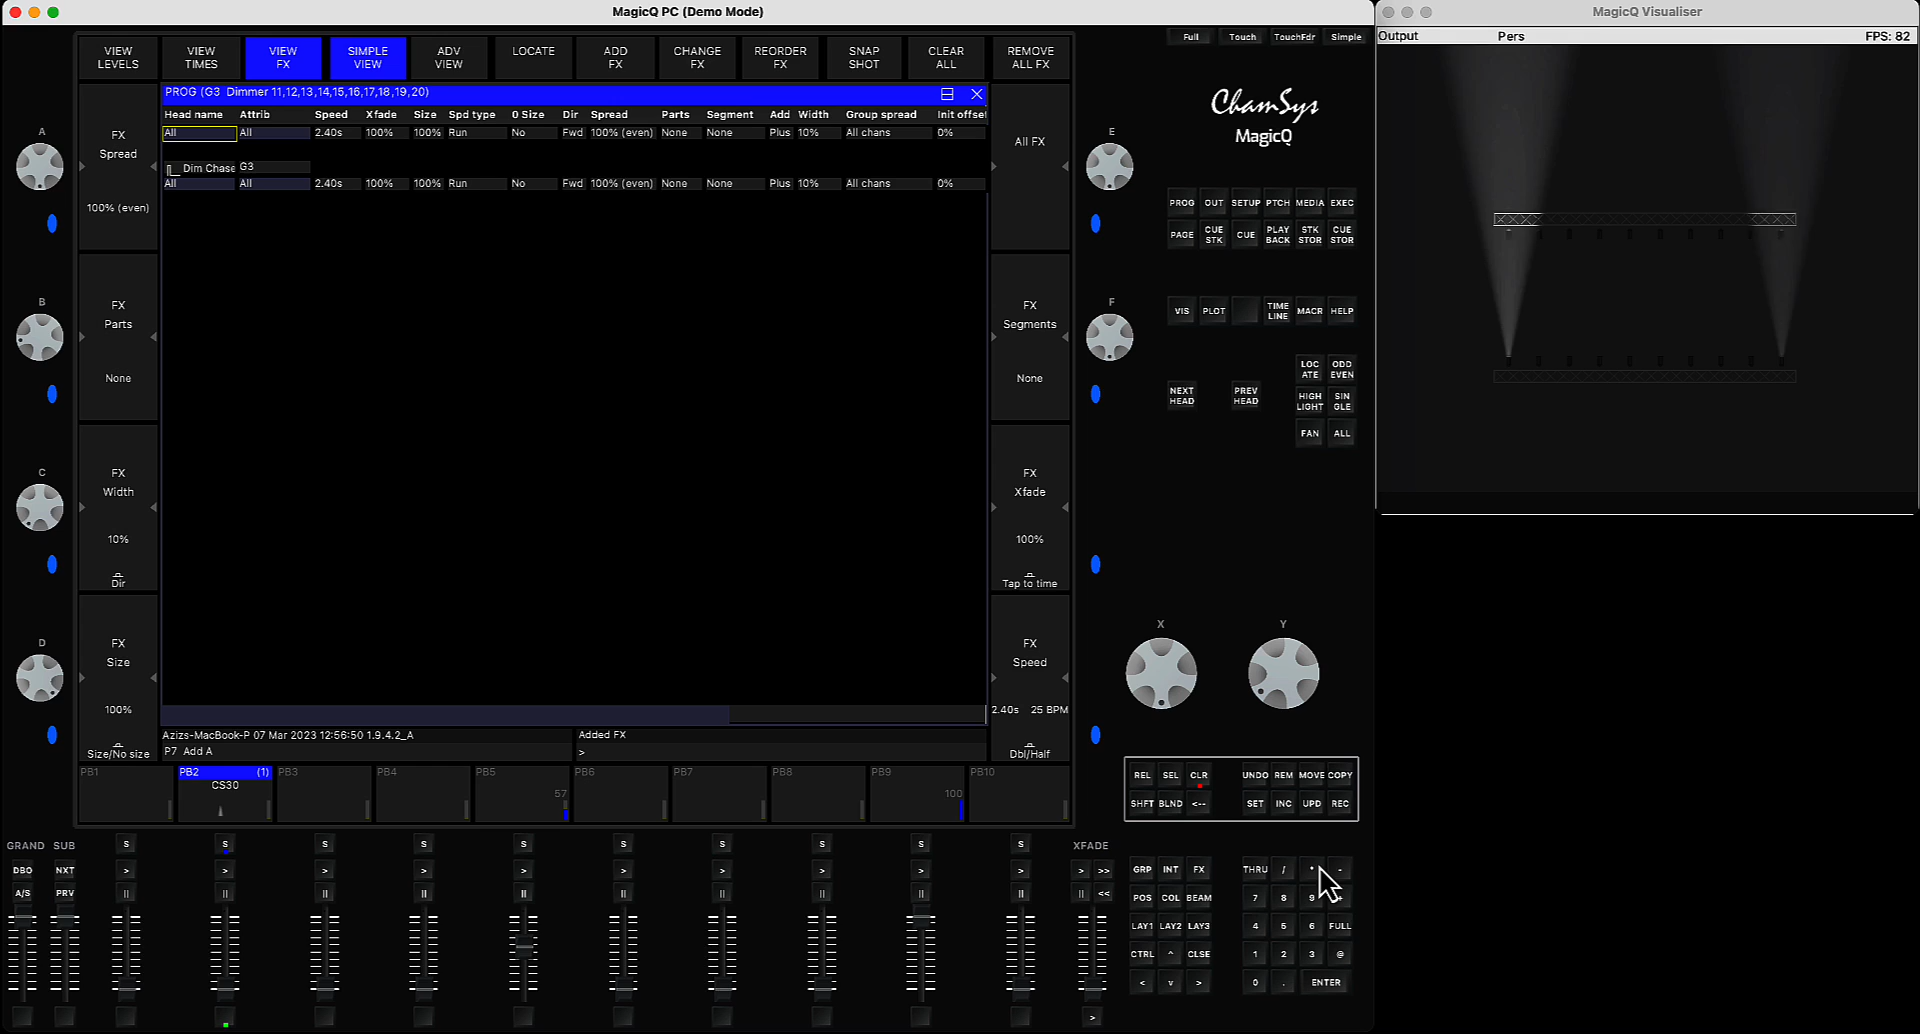 MagicQ PC (Demo Mode)
MagicQ Visualiser
VIEW LEVELS
VIEW TIMES
VIEW FX
SIMPLE VIEW
ADV VIEW
LOCATE
ADD FX
CHANGE FX
REORDER FX
SNAP SHOT
CLEAR ALL
REMOVE ALL FX
Full Touch TouchFdr Simple
Output Pers FPS: 82
PROG (G3 Dimmer 11,12,13,14,15,16,17,18,19,20)
Head name Attrib Speed Xfade Size Spd type 0 Size Dir Spread Parts Segment Add Width Group spread Init offset
All All 2.40s 100% 100% Run No Fwd 100% (even) None None Plus 10% All chans 0%
Dim Chase G3
All All 2.40s 100% 100% Run No Fwd 100% (even) None None Plus 10% All chans 0%
A
FX
Spread
100% (even)
B
FX
Parts
None
C
FX
Width
10%
Dir
D
FX
Size
100%
Size/No size
All FX
E
FX
Segments
None
F
FX
Xfade
100%
Tap to time
FX
Speed
2.40s 25 BPM
Dbl/Half
ChamSys
MagicQ
PROG OUT SETUP PTCH MEDIA EXEC
PAGE CUE STK CUE PLAY BACK STK STOR CUE STOR
VIS PLOT TIME LINE MACR HELP
LOC ATE ODD EVEN
NEXT HEAD PREV HEAD HIGH LIGHT SIN GLE
FAN ALL
X Y
Azizs-MacBook-P 07 Mar 2023 12:56:50 1.9.4.2_A
Added FX
P7 Add A
>
PB1 PB2 (1) PB3 PB4 PB5 PB6 PB7 PB8 PB9 PB10
CS30
57
100
REL SEL CLR UNDO REM MOVE COPY
SHFT BLND <-- SET INC UPD REC
GRAND SUB S S S S S S S S S S XFADE
DBO NXT > > > > > > > > > > > >>
A/S PRV || || || || || || || || || || || <<
>
GRP INT FX THRU / * -
POS COL BEAM 7 8 9 +
LAY1 LAY2 LAY3 4 5 6 FULL
CTRL ^ CLSE 1 2 3 @
< v > 0 . ENTER